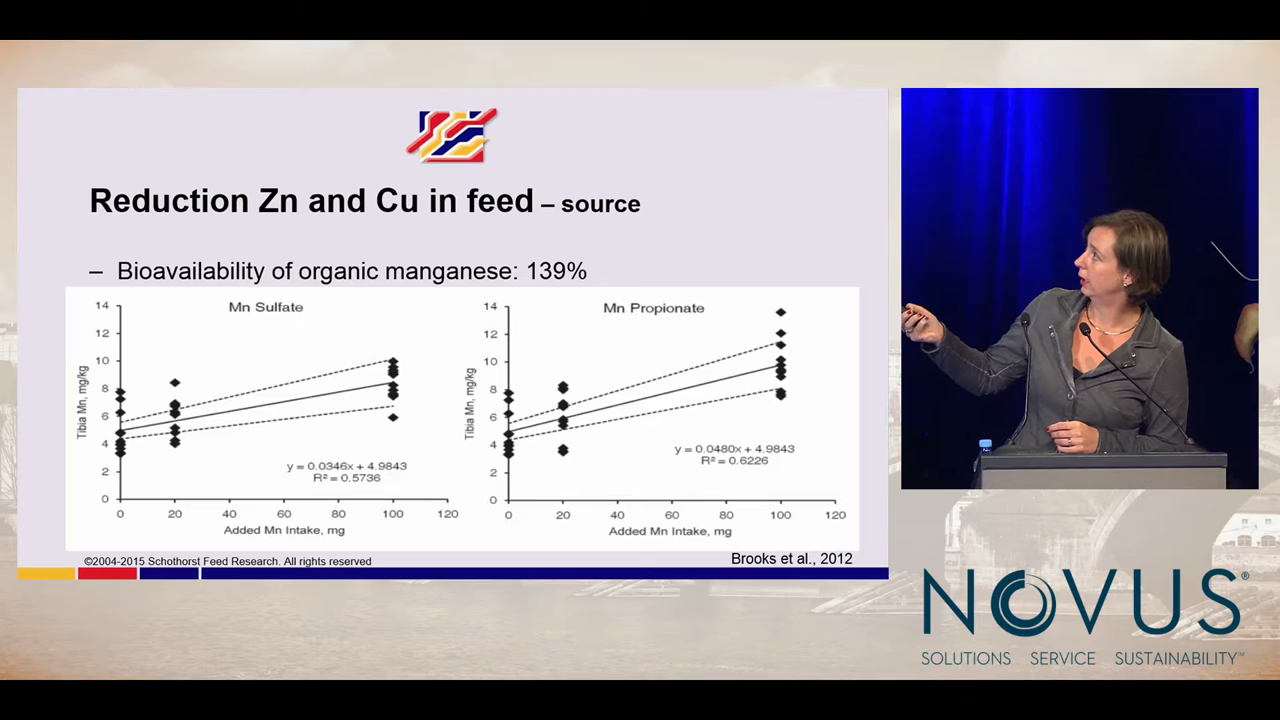 Reduction Zn and Cu in feed – source
– Bioavailability of organic manganese: 139%
Mn Sulfate
14
12
10
8
6
4
2
0
Tibia Mn, mg/kg
y = 0.0346x + 4.9843
R² = 0.5736
0 20 40 60 80 100 120
Added Mn Intake, mg
Mn Propionate
14
12
10
8
6
4
2
0
Tibia Mn, mg/kg
y = 0.0480x + 4.9843
R² = 0.6226
0 20 40 60 80 100 120
Added Mn Intake, mg
©2004-2015 Schothorst Feed Research. All rights reserved
Brooks et al., 2012
NOVUS®
SOLUTIONS SERVICE SUSTAINABILITY™